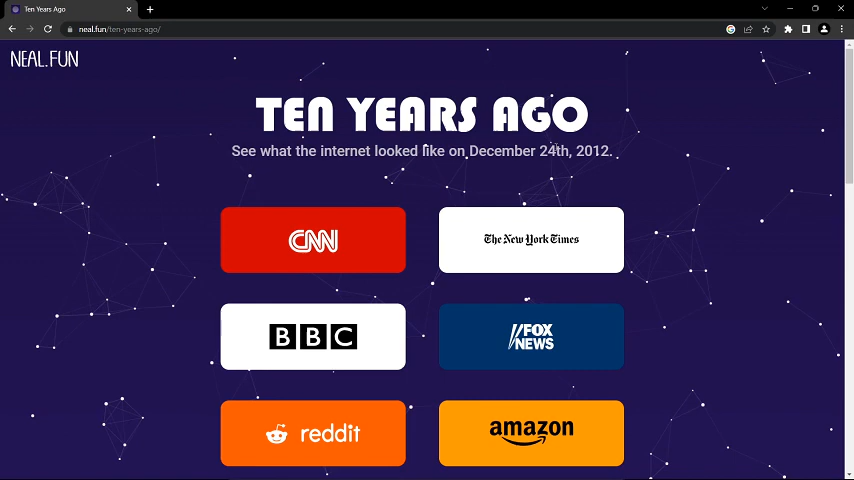 Ten Years Ago
neal.fun/ten-years-ago/
NEAL.FUN
TEN YEARS AGO
See what the internet looked like on December 24th, 2012.
CNN
The New York Times
BBC
FOX
NEWS
reddit
amazon